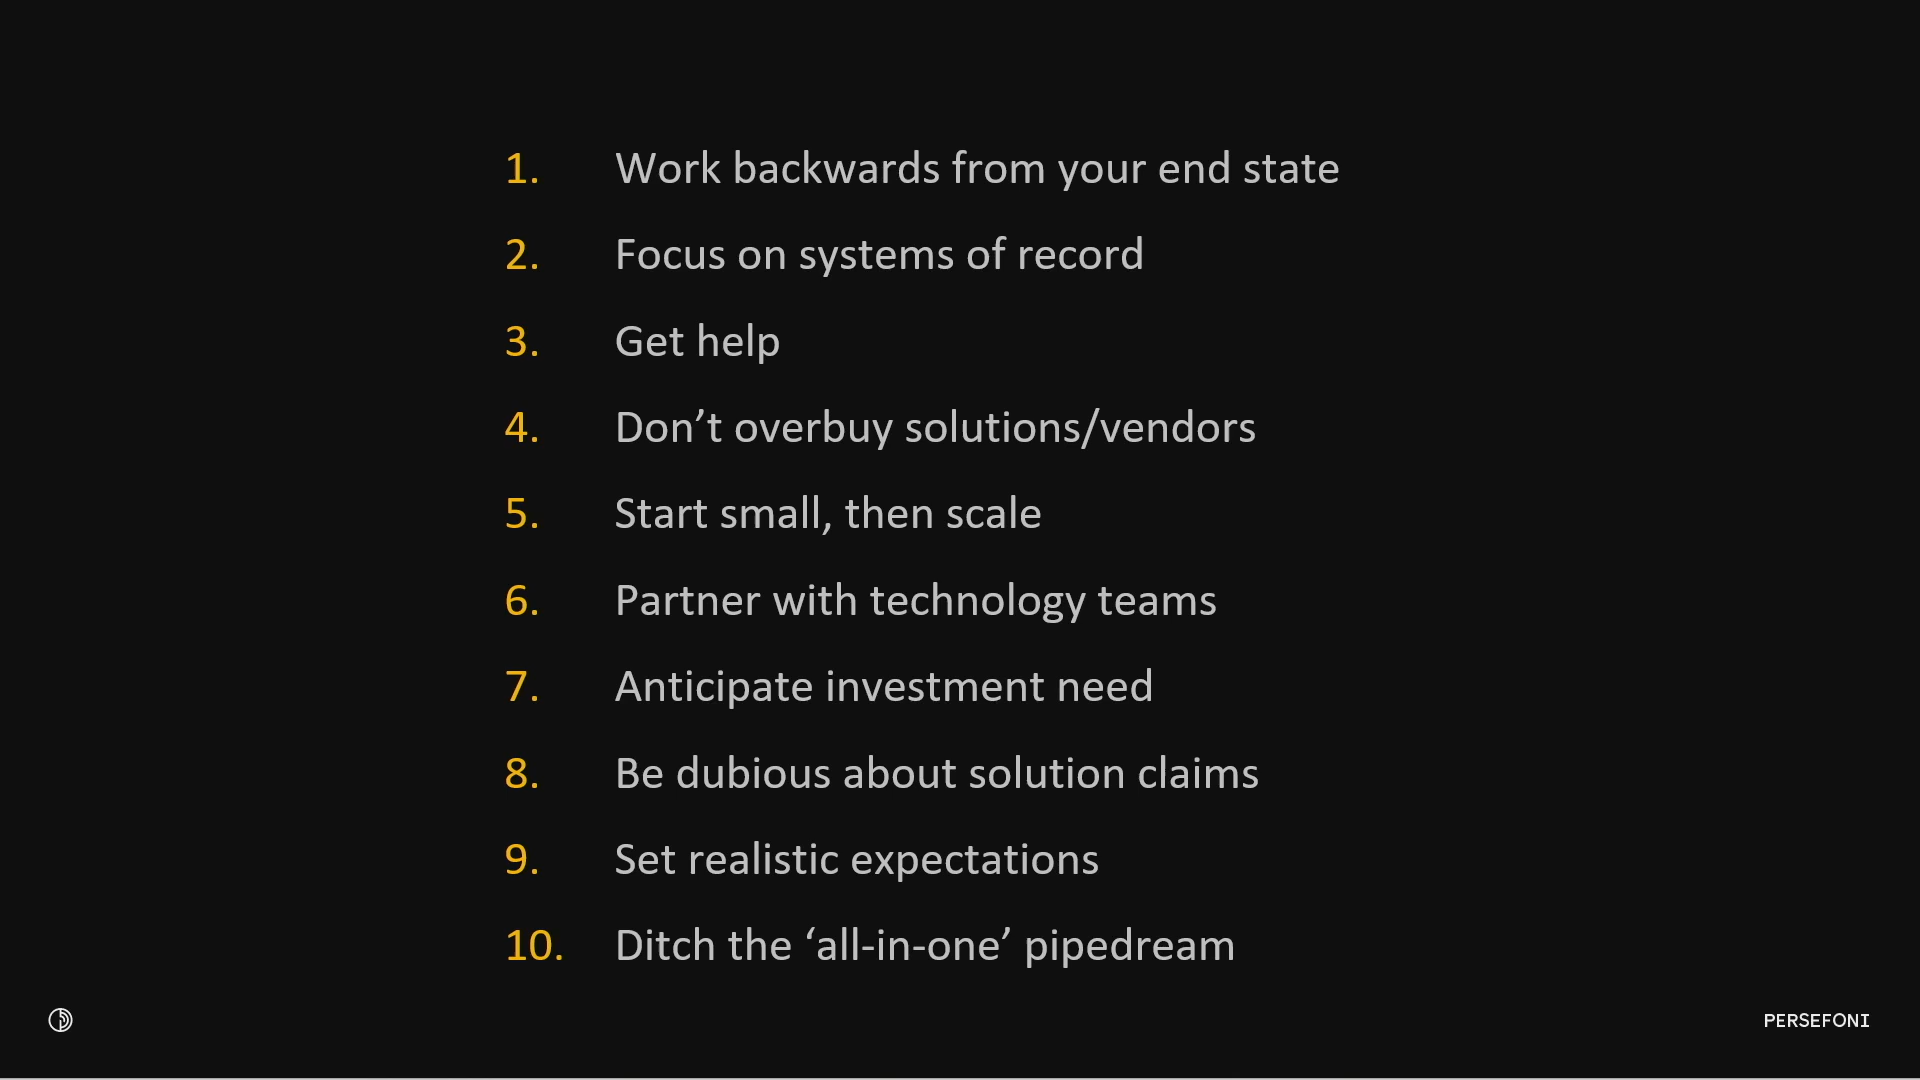 1. Work backwards from your end state
2. Focus on systems of record
3. Get help
4. Don’t overbuy solutions/vendors
5. Start small, then scale
6. Partner with technology teams
7. Anticipate investment need
8. Be dubious about solution claims
9. Set realistic expectations
10. Ditch the ‘all-in-one’ pipedream
PERSEFONI